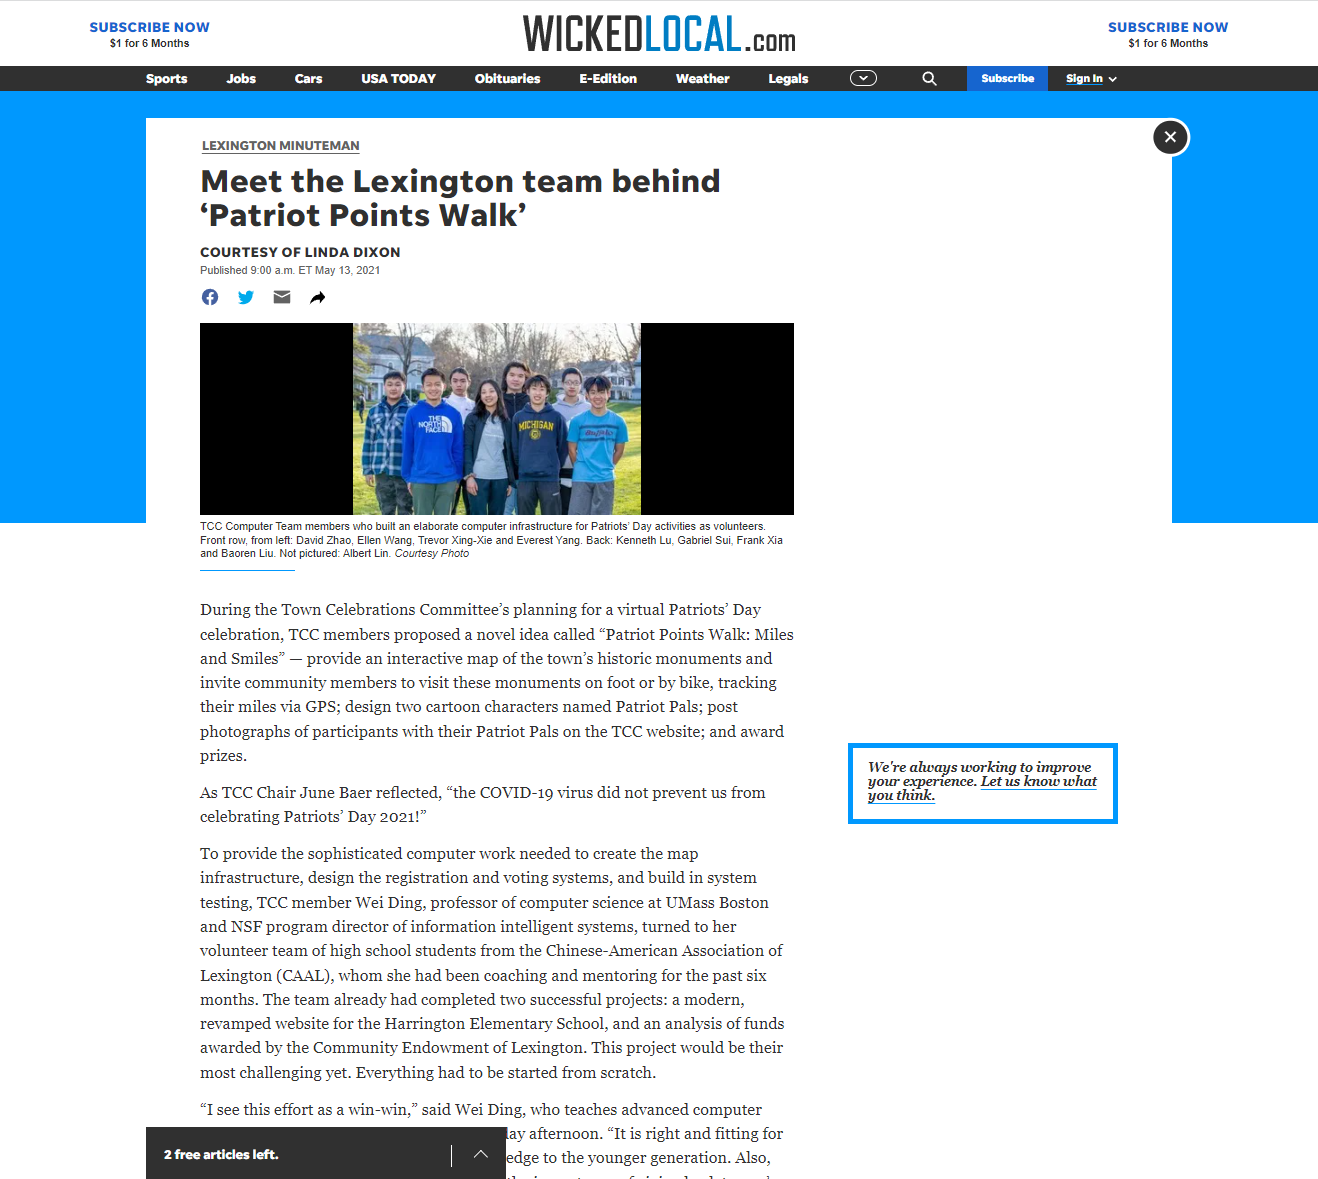 SUBSCRIBE NOW
$1 for 6 Months
WICKEDLOCAL.com
SUBSCRIBE NOW
$1 for 6 Months
Sports Jobs Cars USA TODAY Obituaries E-Edition Weather Legals Subscribe Sign In
LEXINGTON MINUTEMAN
Meet the Lexington team behind
‘Patriot Points Walk’
COURTESY OF LINDA DIXON
Published 9:00 a.m. ET May 13, 2021
THE
NORTH
FACE
MICHIGAN
TCC Computer Team members who built an elaborate computer infrastructure for Patriots’ Day activities as volunteers.
Front row, from left: David Zhao, Ellen Wang, Trevor Xing-Xie and Everest Yang. Back: Kenneth Lu, Gabriel Sui, Frank Xia
and Baoren Liu. Not pictured: Albert Lin. Courtesy Photo
During the Town Celebrations Committee’s planning for a virtual Patriots’ Day
celebration, TCC members proposed a novel idea called “Patriot Points Walk: Miles
and Smiles” — provide an interactive map of the town’s historic monuments and
invite community members to visit these monuments on foot or by bike, tracking
their miles via GPS; design two cartoon characters named Patriot Pals; post
photographs of participants with their Patriot Pals on the TCC website; and award
prizes.
As TCC Chair June Baer reflected, “the COVID-19 virus did not prevent us from
celebrating Patriots’ Day 2021!”
To provide the sophisticated computer work needed to create the map
infrastructure, design the registration and voting systems, and build in system
testing, TCC member Wei Ding, professor of computer science at UMass Boston
and NSF program director of information intelligent systems, turned to her
volunteer team of high school students from the Chinese-American Association of
Lexington (CAAL), whom she had been coaching and mentoring for the past six
months. The team already had completed two successful projects: a modern,
revamped website for the Harrington Elementary School, and an analysis of funds
awarded by the Community Endowment of Lexington. This project would be their
most challenging yet. Everything had to be started from scratch.
“I see this effort as a win-win,” said Wei Ding, who teaches advanced computer
afternoon. “It is right and fitting for
to the younger generation. Also,
We're always working to improve
your experience. Let us know what
you think.
2 free articles left.